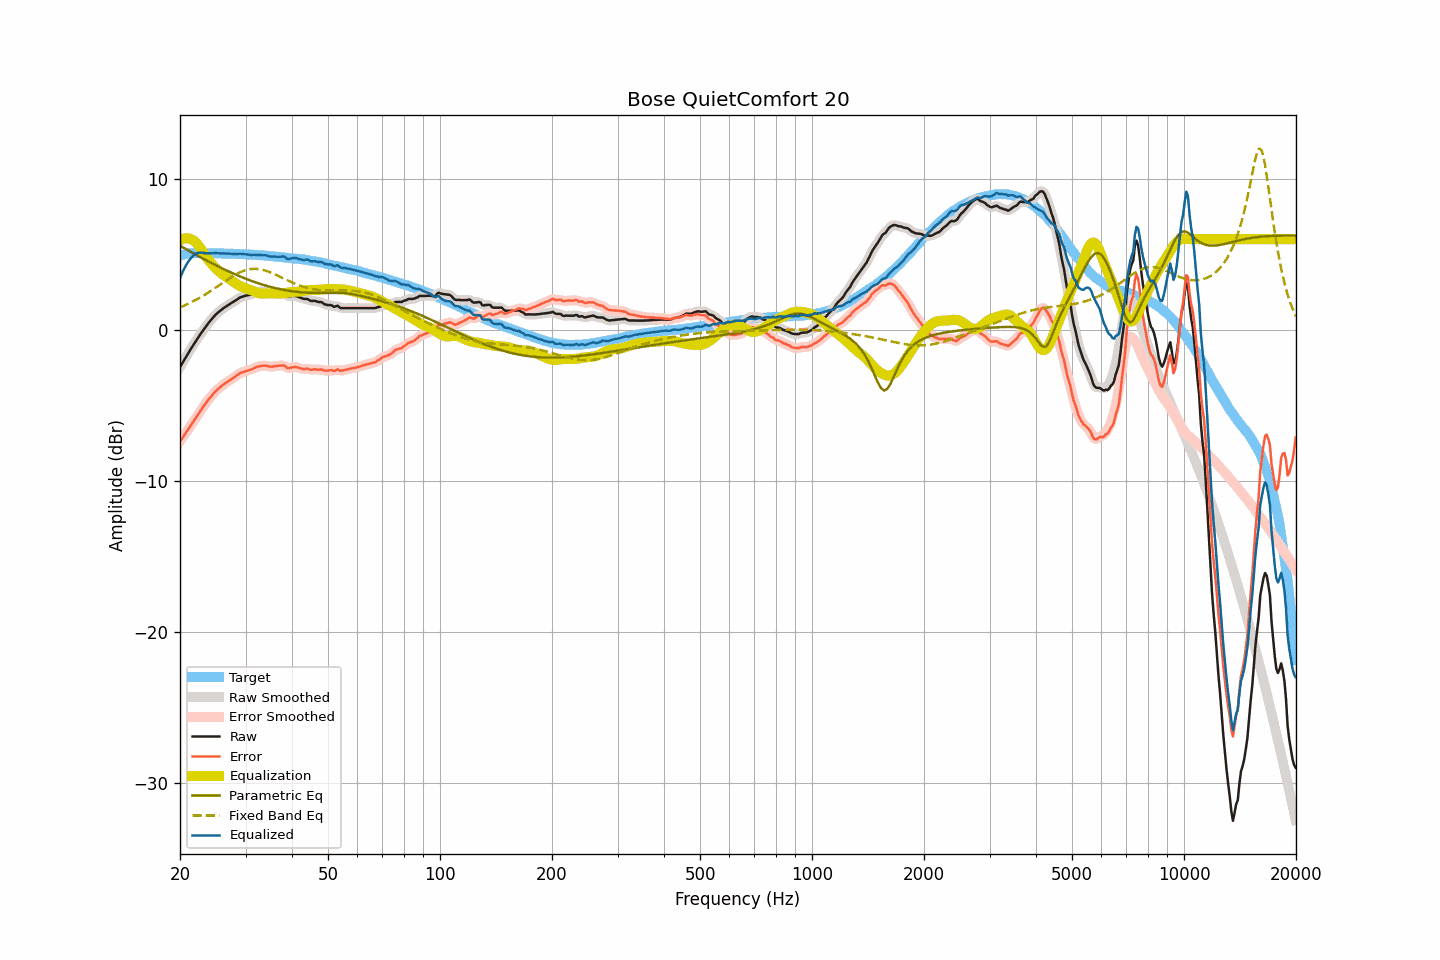 Bose QuietComfort 20
Amplitude (dBr)
10
0
−10
−20
−30
Target
Raw Smoothed
Error Smoothed
Raw
Error
Equalization
Parametric Eq
Fixed Band Eq
Equalized
20 50 100 200 500 1000 2000 5000 10000 20000
Frequency (Hz)